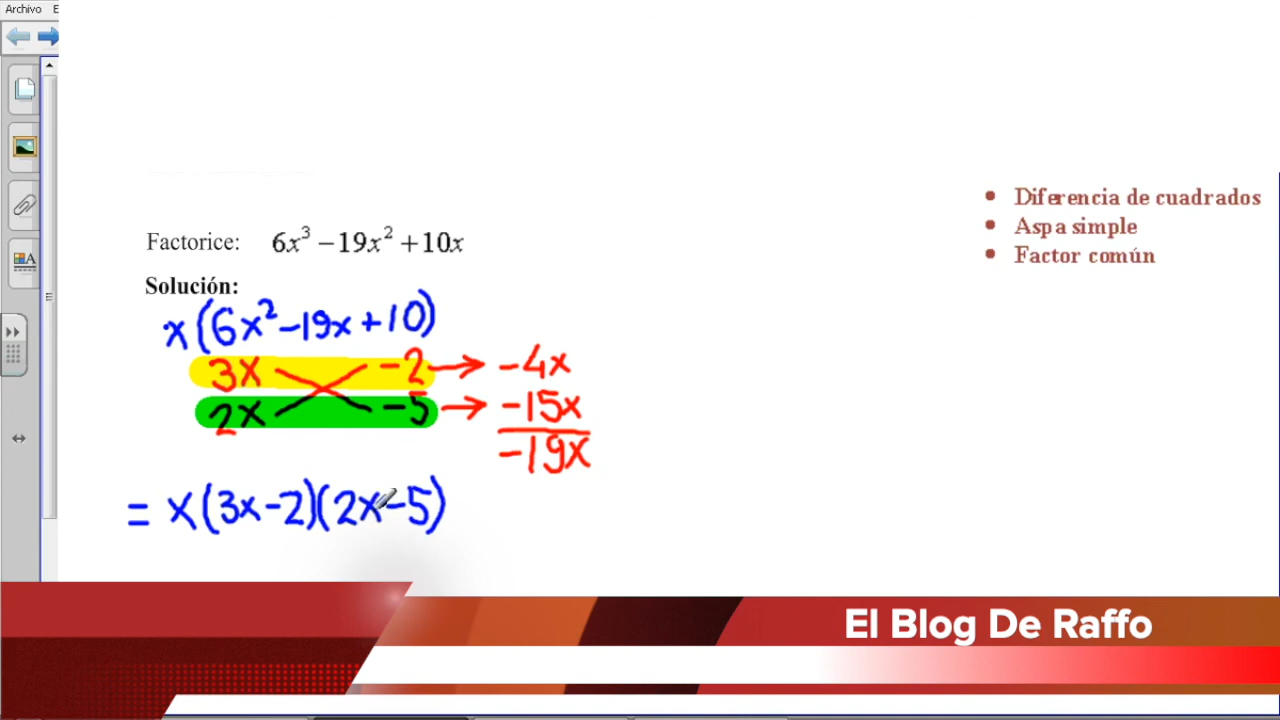 Archivo E
• Diferencia de cuadrados
• Aspa simple
• Factor común
Factorice: 6x³ −19x² +10x
Solución:
x(6x²−19x+10)
3x −2 → −4x
2x −5 → −15x
−19x
= x(3x−2)(2x−5)
El Blog De Raffo